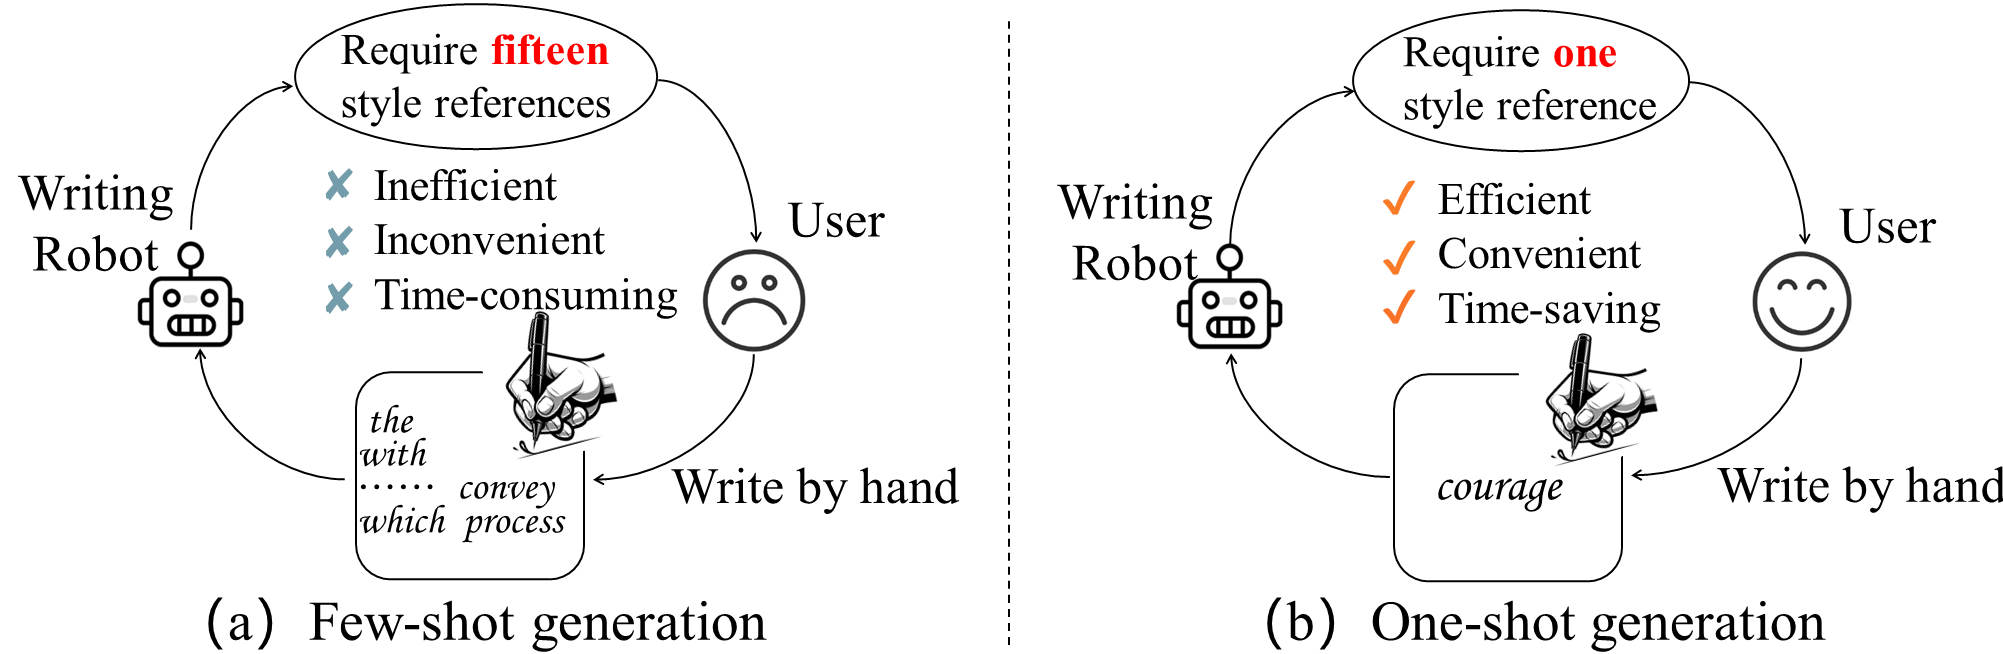 Require fifteen
style references
Writing
Robot
✘ Inefficient
✘ Inconvenient
✘ Time-consuming
User
the
with
······ convey
which process
Write by hand
(a) Few-shot generation
Require one
style reference
Writing
Robot
✓ Efficient
✓ Convenient
✓ Time-saving
User
courage
Write by hand
(b) One-shot generation